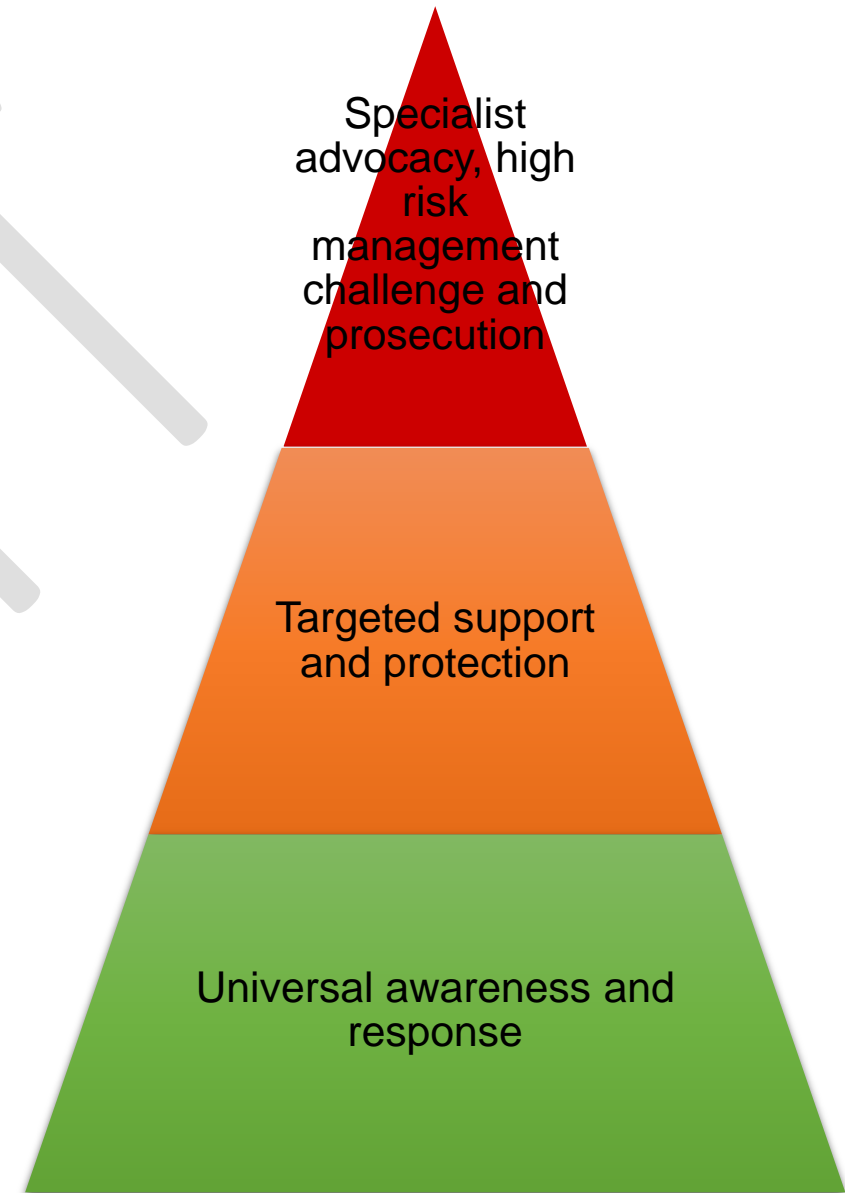 Specialist
advocacy, high
risk
management
challenge and
prosecution
Targeted support
and protection
Universal awareness and
response